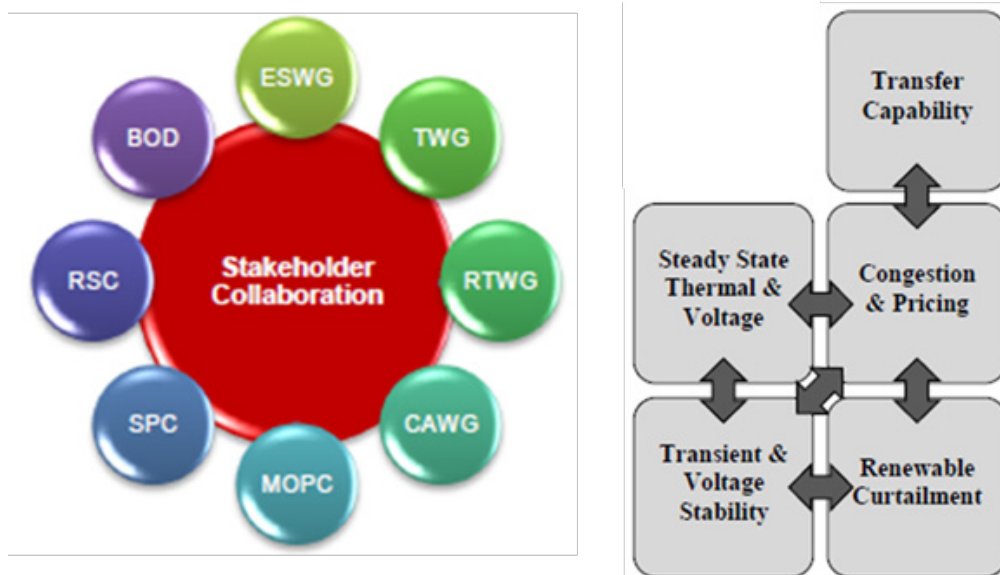 ESWG
TWG
RTWG
CAWG
MOPC
SPC
RSC
BOD
Stakeholder
Collaboration
Transfer
Capability
Steady State
Thermal &
Voltage
Congestion
& Pricing
Transient &
Voltage
Stability
Renewable
Curtailment